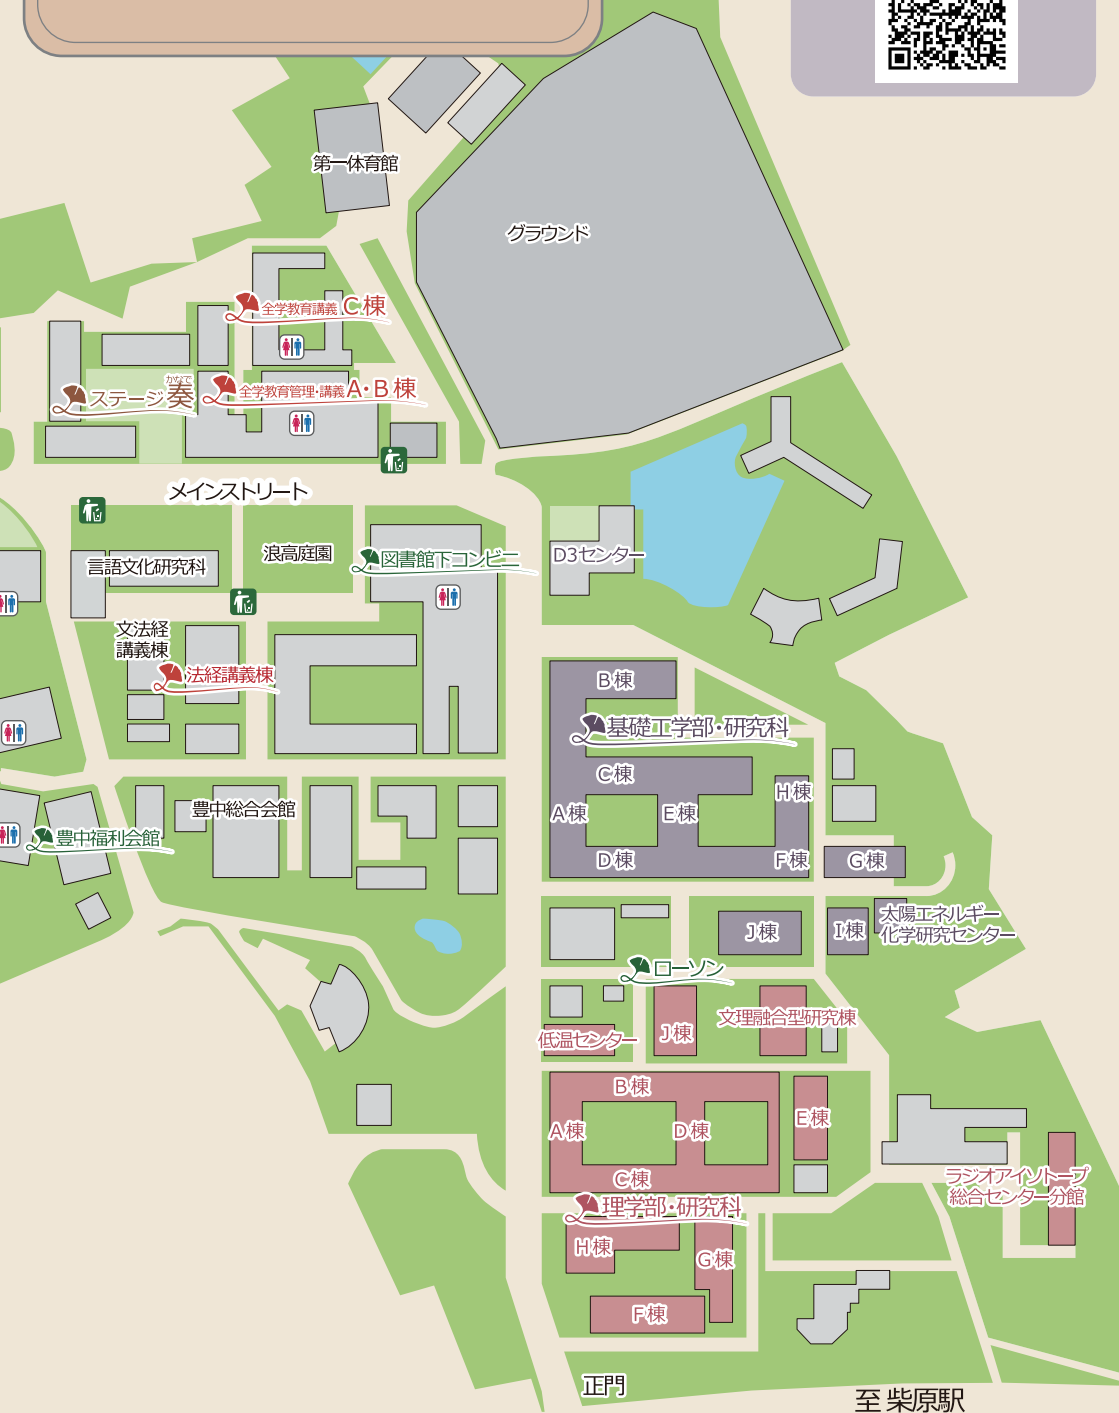 第一体育館
グラウンド
全学教育講義 C棟
かなで
ステージ奏
全学教育管理・講義 A・B棟
メインストリート
言語文化研究科
浪高庭園
図書館下コンビニ
D3センター
文法経
講義棟
法経講義棟
B棟
基礎工学部・研究科
C棟
H棟
A棟
E棟
D棟
F棟
G棟
豊中総合会館
豊中福利会館
J棟
I棟
太陽エネルギー
化学研究センター
ローソン
低温センター
J棟
文理融合型研究棟
B棟
A棟
D棟
E棟
C棟
ラジオアイソトープ
総合センター分館
理学部・研究科
H棟
G棟
F棟
正門
至 柴原駅